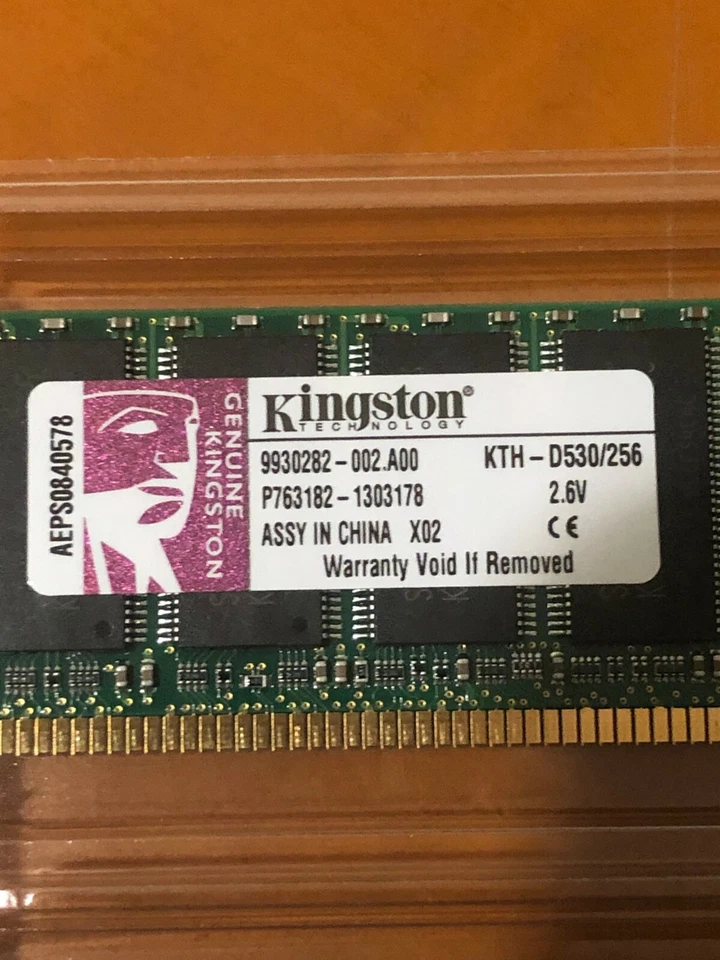 AEPS0840578
GENUINE
KINGSTON
Kingston®
TECHNOLOGY
9930282-002.A00 KTH-D530/256
P763182-1303178 2.6V
ASSY IN CHINA X02 CE
Warranty Void If Removed